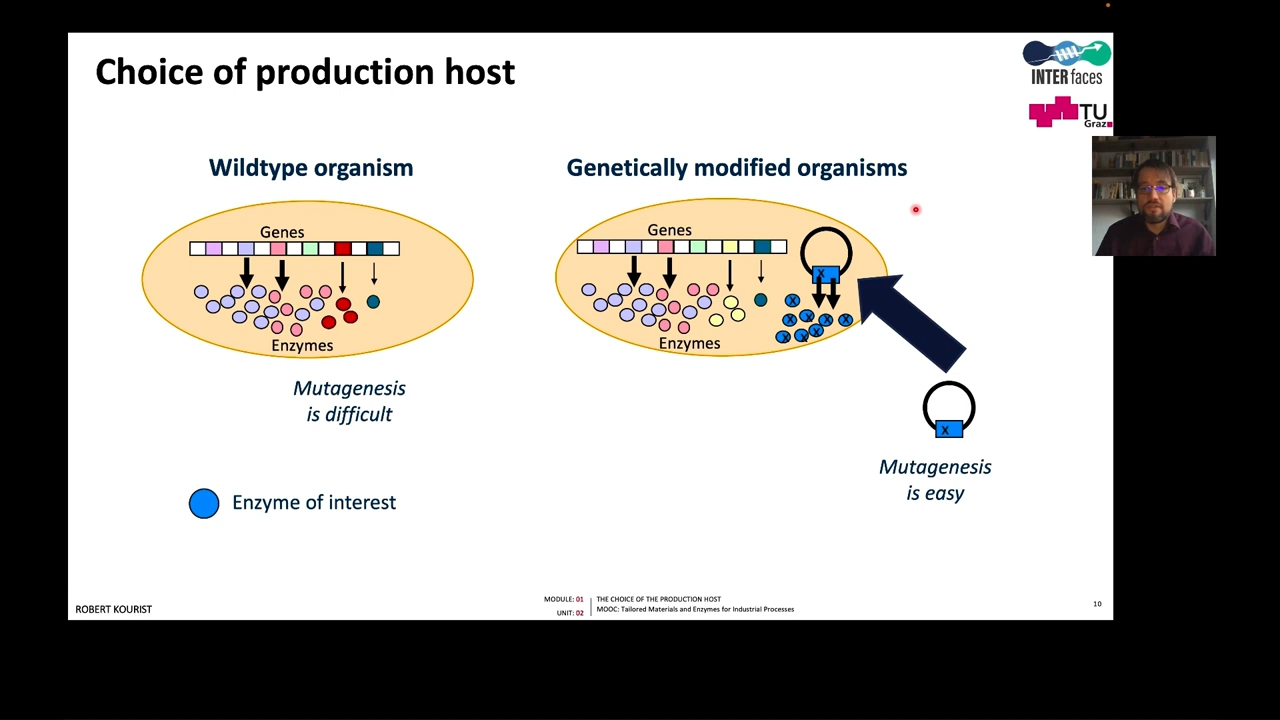 Choice of production host
INTERfaces
TU
Graz
Wildtype organism
Genes
Enzymes
Mutagenesis
is difficult
Enzyme of interest
Genetically modified organisms
Genes
X
X
X
X
X
X
X
X
X
X
Enzymes
X
Mutagenesis
is easy
ROBERT KOURIST
MODULE: 01
UNIT: 02
THE CHOICE OF THE PRODUCTION HOST
MOOC: Tailored Materials and Enzymes for Industrial Processes
10